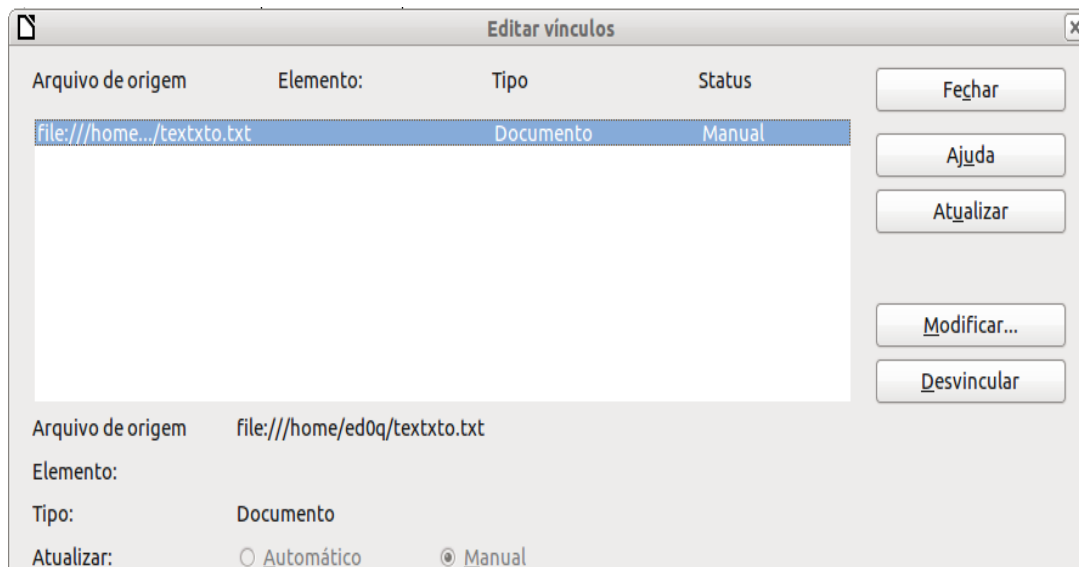 Editar vínculos
Arquivo de origem Elemento: Tipo Status
file:///home.../textxto.txt Documento Manual
Fechar
Ajuda
Atualizar
Modificar...
Desvincular
Arquivo de origem file:///home/ed0q/textxto.txt
Elemento:
Tipo: Documento
Atualizar: Automático Manual